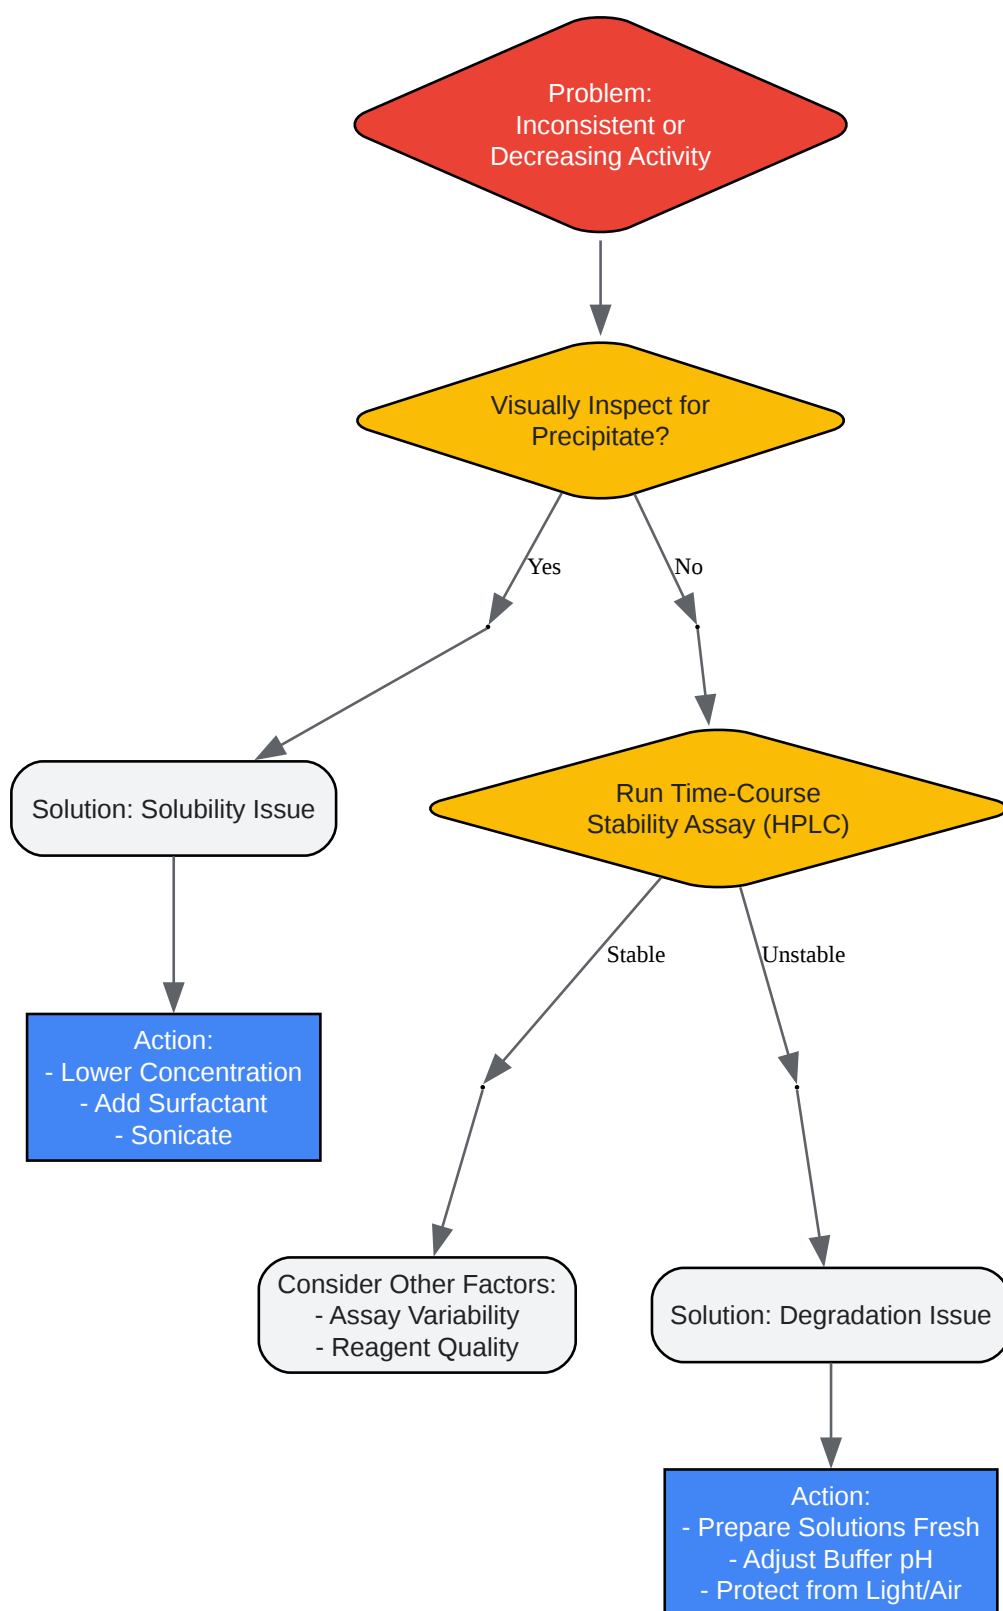 Problem:
Inconsistent or
Decreasing Activity
Visually Inspect for
Precipitate?
Yes
No
Solution: Solubility Issue
Run Time-Course
Stability Assay (HPLC)
Stable
Unstable
Action:
- Lower Concentration
- Add Surfactant
- Sonicate
Consider Other Factors:
- Assay Variability
- Reagent Quality
Solution: Degradation Issue
Action:
- Prepare Solutions Fresh
- Adjust Buffer pH
- Protect from Light/Air